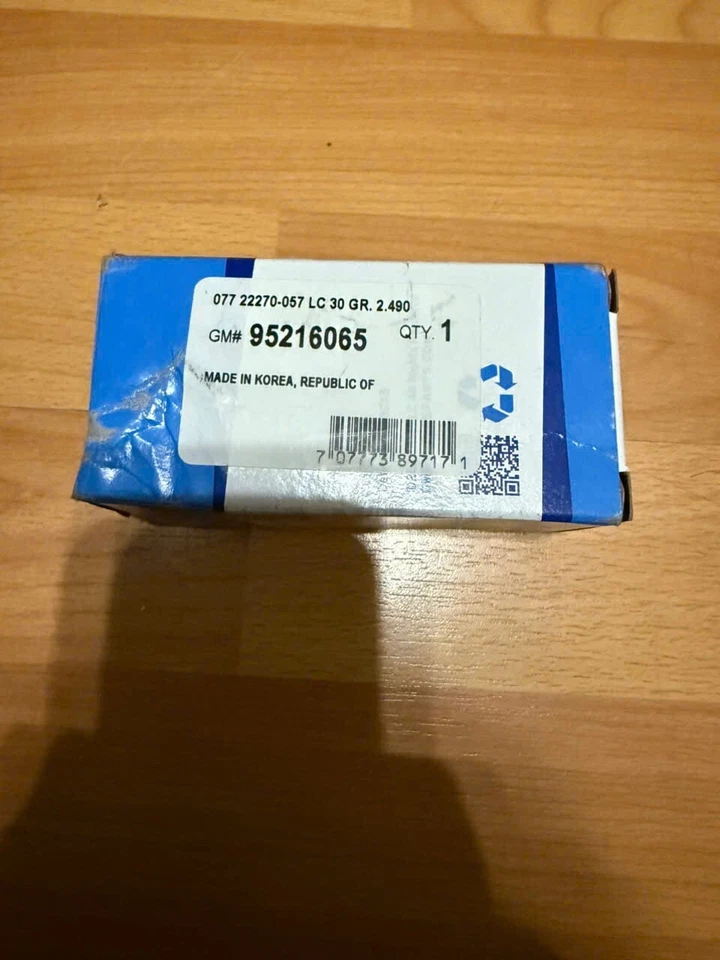 077 22270-057 LC 30 GR. 2.490
GM# 95216065 QTY. 1
MADE IN KOREA, REPUBLIC OF
7 07773 89717 1